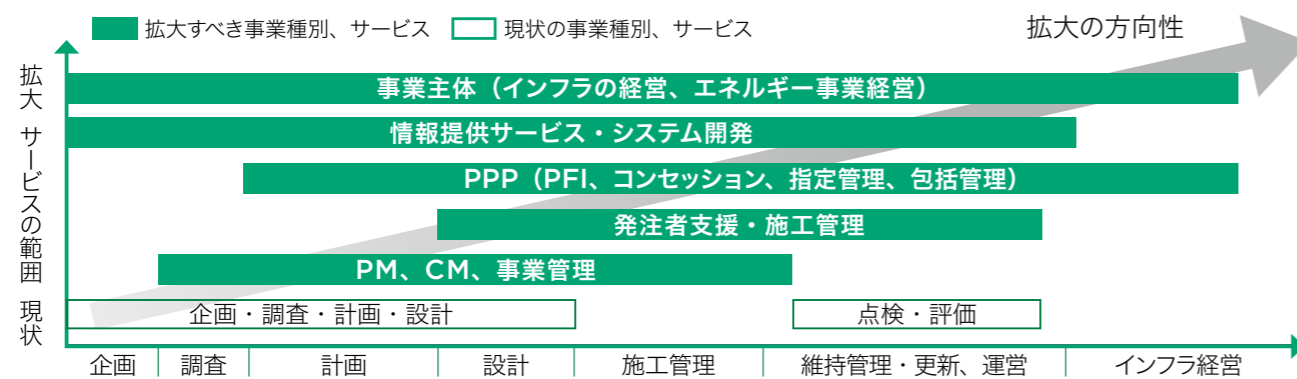 拡大すべき事業種別、サービス
現状の事業種別、サービス
拡大の方向性
拡大 サービスの範囲 現状
事業主体（インフラの経営、エネルギー事業経営）
情報提供サービス・システム開発
PPP（PFI、コンセッション、指定管理、包括管理）
発注者支援・施工管理
PM、CM、事業管理
企画・調査・計画・設計
点検・評価
企画
調査
計画
設計
施工管理
維持管理・更新、運営
インフラ経営